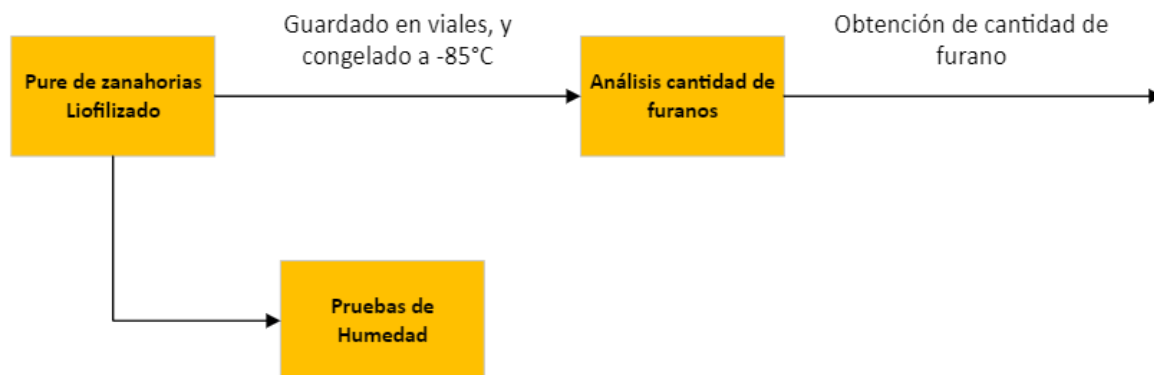 Guardado en viales, y
congelado a -85°C
Obtención de cantidad de
furano
Pure de zanahorias
Liofilizado
Análisis cantidad de
furanos
Pruebas de
Humedad